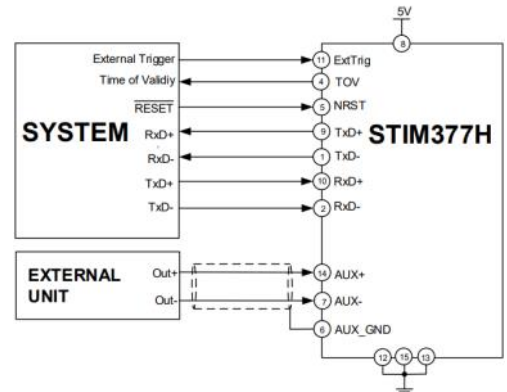 5V
8
External Trigger
11 ExtTrig
Time of Validiy
4 TOV
RESET
5 NRST
SYSTEM
RxD+
9 TxD+
STIM377H
RxD-
1 TxD-
TxD+
10 RxD+
TxD-
2 RxD-
EXTERNAL
UNIT
Out+
14 AUX+
Out-
7 AUX-
6 AUX_GND
12 15 13